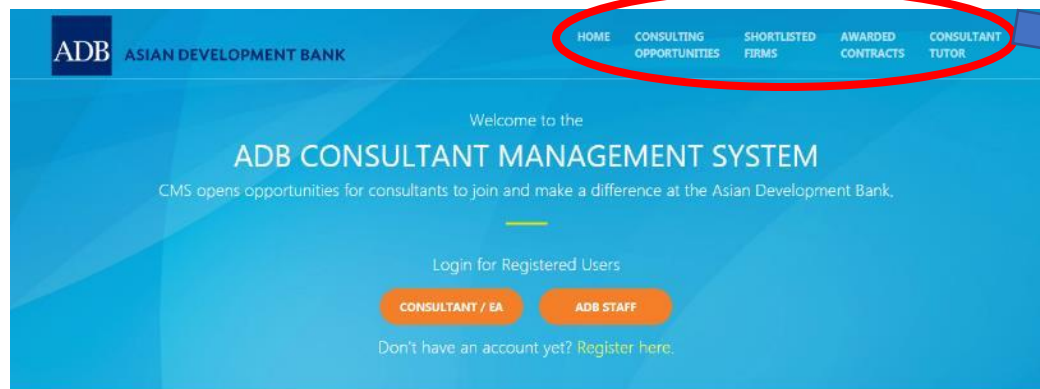 ADB ASIAN DEVELOPMENT BANK
HOME
CONSULTING
OPPORTUNITIES
SHORTLISTED
FIRMS
AWARDED
CONTRACTS
CONSULTANT
TUTOR
Welcome to the
ADB CONSULTANT MANAGEMENT SYSTEM
CMS opens opportunities for consultants to join and make a difference at the Asian Development Bank.
Login for Registered Users
CONSULTANT / EA
ADB STAFF
Don't have an account yet? Register here.